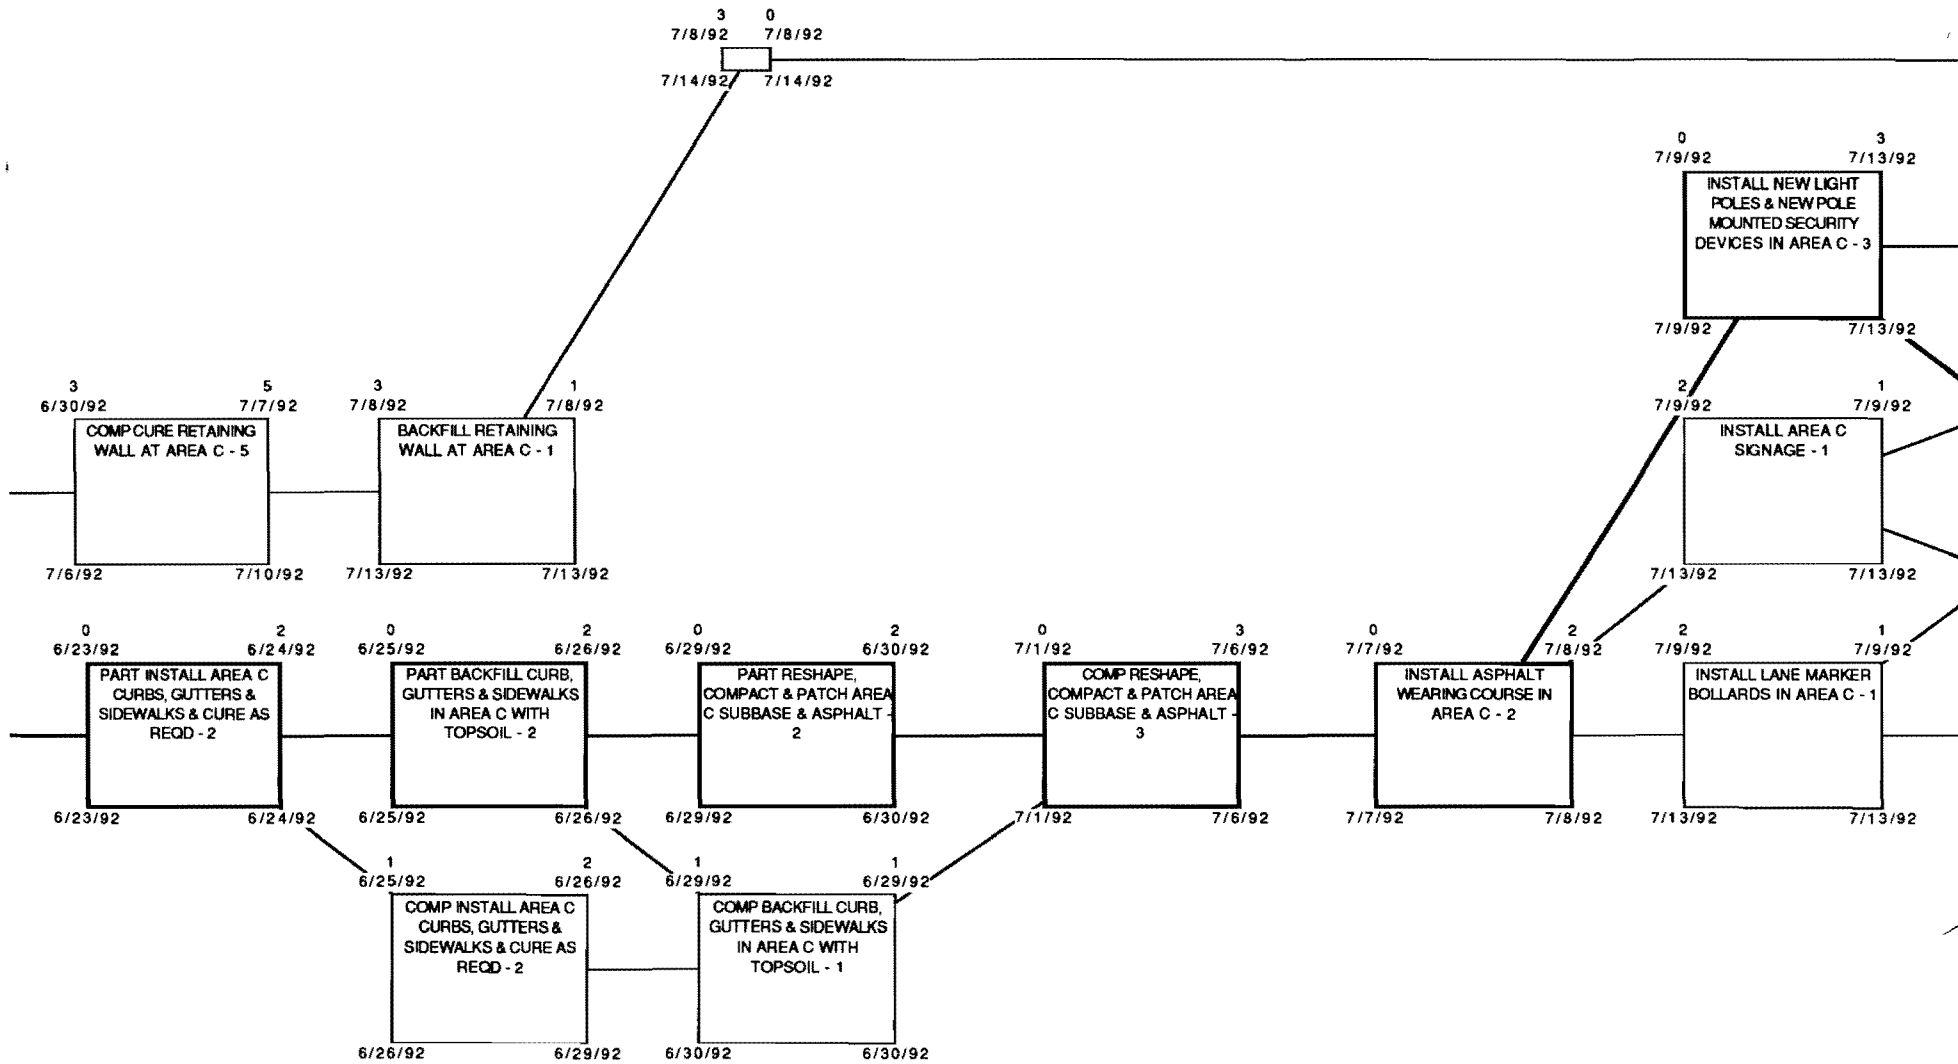 3 0
7/8/92 7/8/92
7/14/92 7/14/92
0 3
7/9/92 7/13/92
INSTALL NEW LIGHT
POLES & NEW POLE
MOUNTED SECURITY
DEVICES IN AREA C - 3
7/9/92 7/13/92
3 5
6/30/92 7/7/92
COMP CURE RETAINING
WALL AT AREA C - 5
7/6/92 7/10/92
3 1
7/8/92 7/8/92
BACKFILL RETAINING
WALL AT AREA C - 1
7/13/92 7/13/92
2 1
7/9/92 7/9/92
INSTALL AREA C
SIGNAGE - 1
7/13/92 7/13/92
0 2
6/23/92 6/24/92
PART INSTALL AREA C
CURBS, GUTTERS &
SIDEWALKS & CURE AS
REQD - 2
6/23/92 6/24/92
0 2
6/25/92 6/26/92
PART BACKFILL CURB,
GUTTERS & SIDEWALKS
IN AREA C WITH
TOPSOIL - 2
6/25/92 6/26/92
0 2
6/29/92 6/30/92
PART RESHAPE,
COMPACT & PATCH AREA
C SUBBASE & ASPHALT -
2
6/29/92 6/30/92
0 3
7/1/92 7/6/92
COMP RESHAPE,
COMPACT & PATCH AREA
C SUBBASE & ASPHALT -
3
7/1/92 7/6/92
0 2
7/7/92 7/8/92
INSTALL ASPHALT
WEARING COURSE IN
AREA C - 2
7/7/92 7/8/92
2 1
7/9/92 7/9/92
INSTALL LANE MARKER
BOLLARDS IN AREA C - 1
7/13/92 7/13/92
1 2
6/25/92 6/26/92
COMP INSTALL AREA C
CURBS, GUTTERS &
SIDEWALKS & CURE AS
REQD - 2
6/26/92 6/29/92
1 1
6/29/92 6/29/92
COMP BACKFILL CURB,
GUTTERS & SIDEWALKS
IN AREA C WITH
TOPSOIL - 1
6/30/92 6/30/92